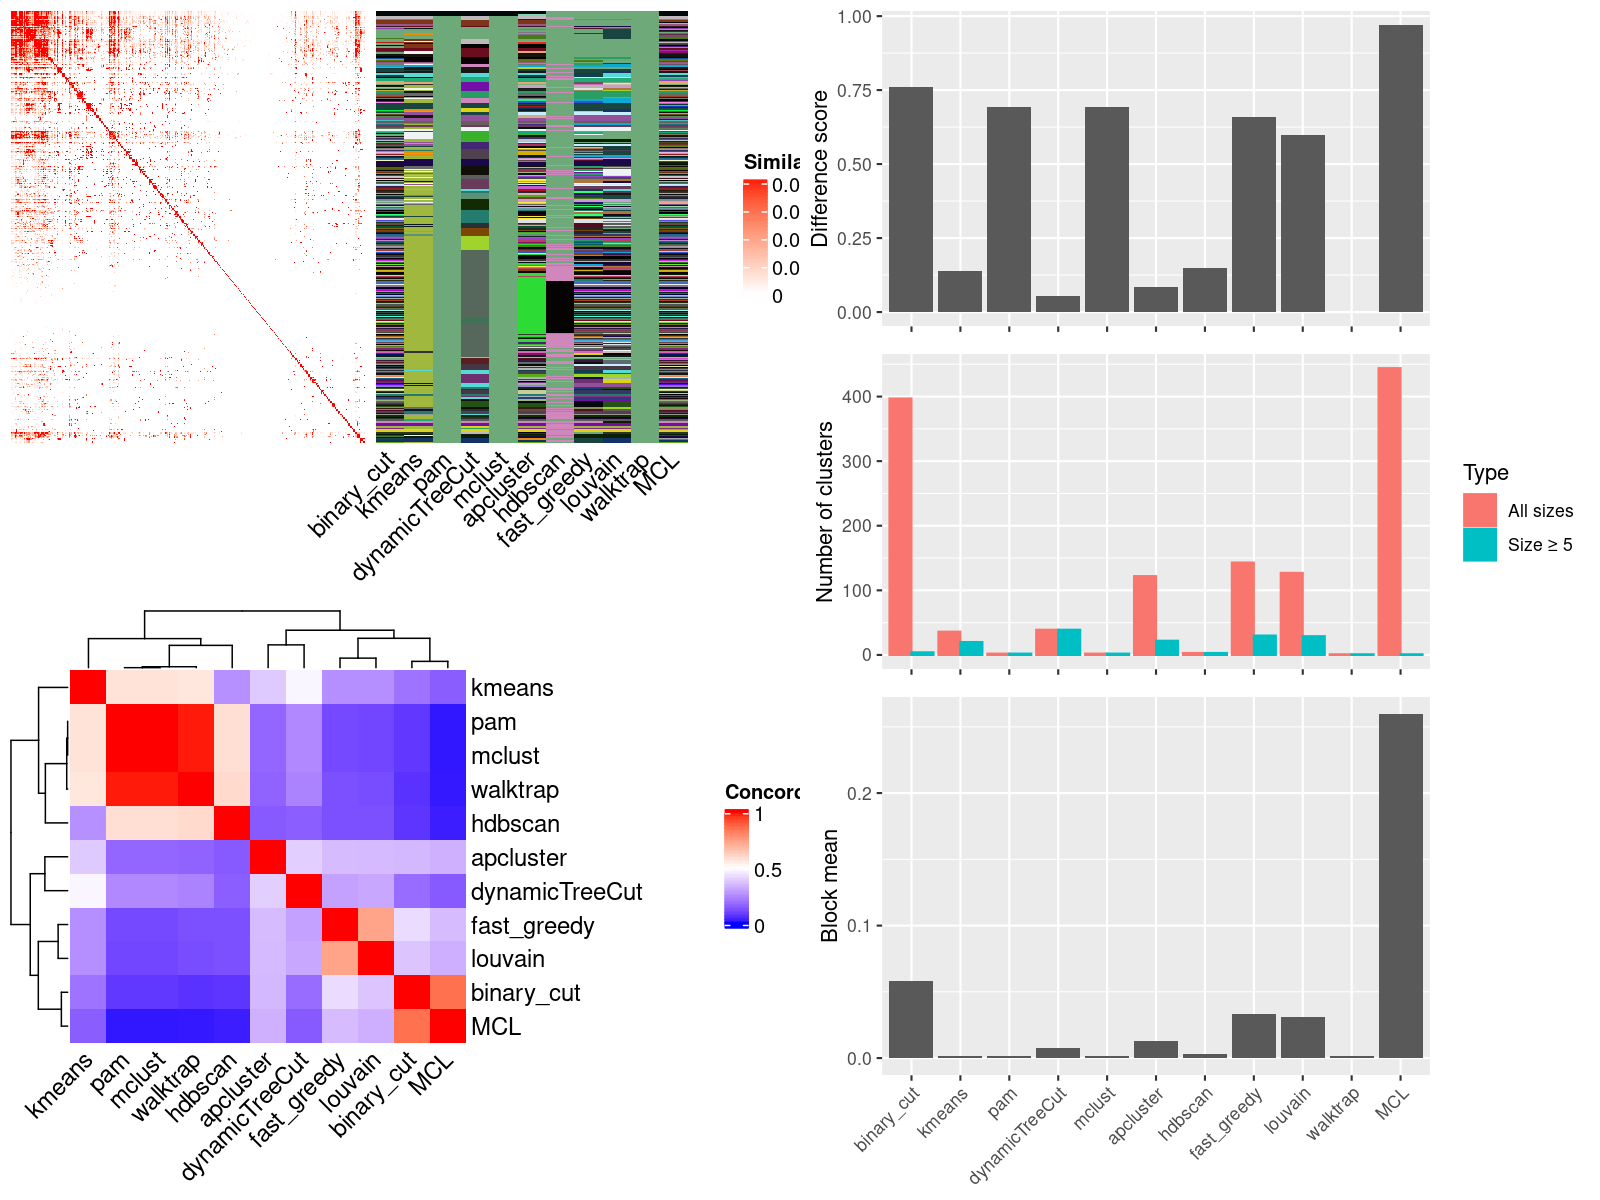 Simila
0.0
0.0
0.0
0.0
0
binary_cut
kmeans
pam
dynamicTreeCut
mclust
apcluster
hdbscan
fast_greedy
louvain
walktrap
MCL
kmeans
pam
mclust
walktrap
hdbscan
apcluster
dynamicTreeCut
fast_greedy
louvain
binary_cut
MCL
kmeans
pam
mclust
walktrap
hdbscan
apcluster
dynamicTreeCut
fast_greedy
louvain
binary_cut
MCL
Concord
1
0.5
0
Difference score
1.00
0.75
0.50
0.25
0.00
Number of clusters
400
300
200
100
0
Type
All sizes
Size ≥ 5
Block mean
0.2
0.1
0.0
binary_cut
kmeans
pam
dynamicTreeCut
mclust
apcluster
hdbscan
fast_greedy
louvain
walktrap
MCL